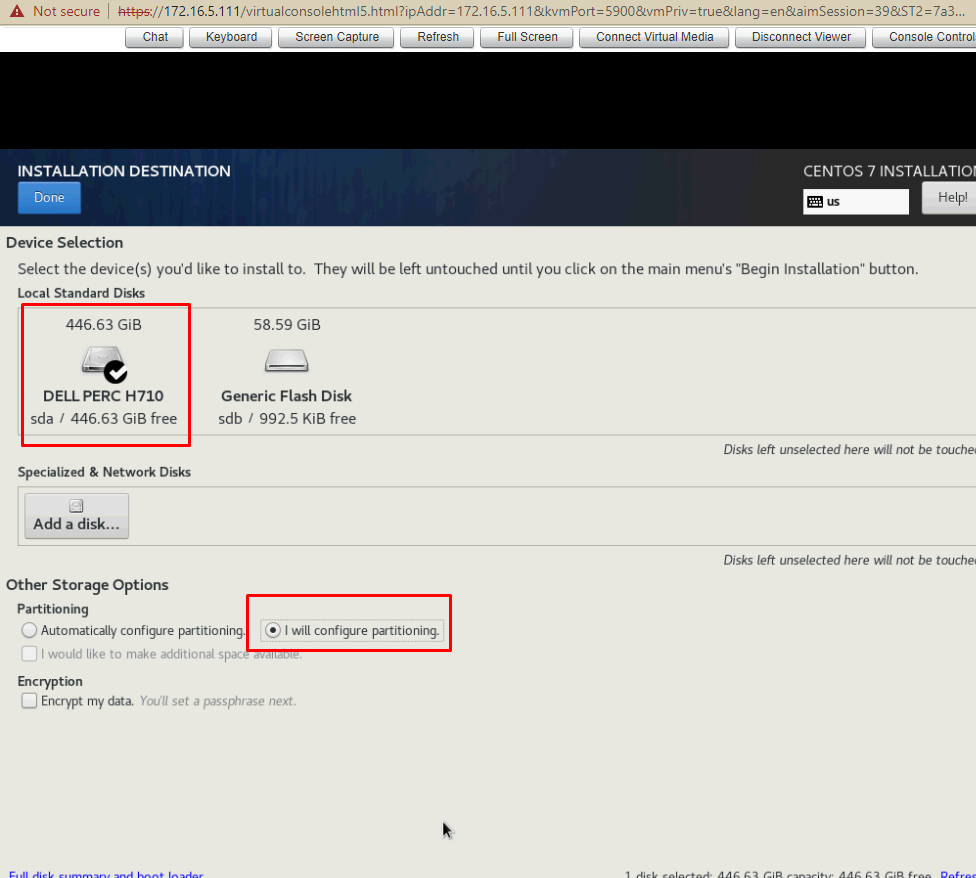 Not secure https://172.16.5.111/virtualconsolehtml5.html?ipAddr=172.16.5.111&kvmPort=5900&vmPriv=true&lang=en&aimSession=39&ST2=7a3...
Chat Keyboard Screen Capture Refresh Full Screen Connect Virtual Media Disconnect Viewer Console Control
INSTALLATION DESTINATION CENTOS 7 INSTALLATION
Done us Help!
Device Selection
Select the device(s) you'd like to install to. They will be left untouched until you click on the main menu's "Begin Installation" button.
Local Standard Disks
446.63 GiB 58.59 GiB
DELL PERC H710 Generic Flash Disk
sda / 446.63 GiB free sdb / 992.5 KiB free
Disks left unselected here will not be touched
Specialized & Network Disks
Add a disk...
Disks left unselected here will not be touched
Other Storage Options
Partitioning
Automatically configure partitioning. I will configure partitioning.
I would like to make additional space available.
Encryption
Encrypt my data. You'll set a passphrase next.
Full disk summary and boot loader 1 disk selected; 446.63 GiB capacity; 446.63 GiB free Refres